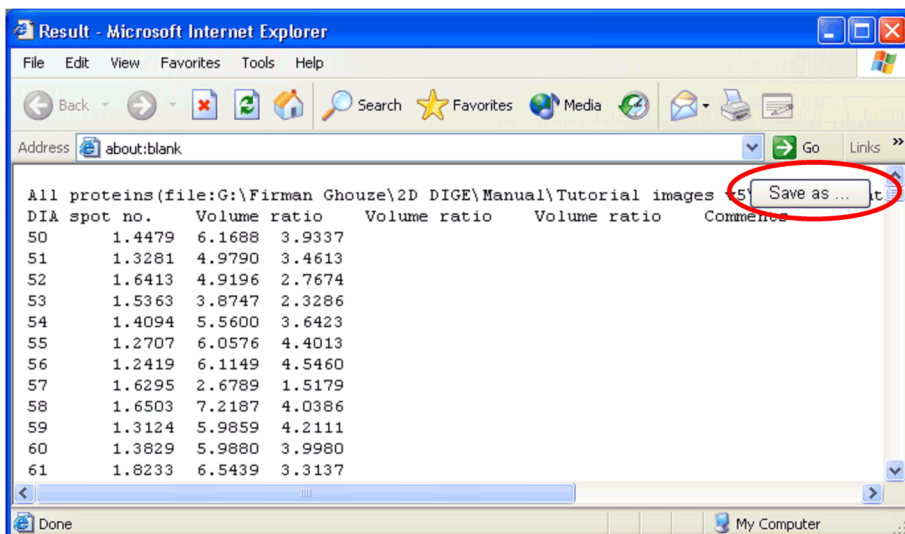 Result - Microsoft Internet Explorer
File Edit View Favorites Tools Help
Back Search Favorites Media
Address about:blank Go Links »
All proteins(file:G:\Firman Ghouze\2D DIGE\Manual\Tutorial images
Save as ...
DIA spot no. Volume ratio Volume ratio Volume ratio Comments
50 1.4479 6.1688 3.9337
51 1.3281 4.9790 3.4613
52 1.6413 4.9196 2.7674
53 1.5363 3.8747 2.3286
54 1.4094 5.5600 3.6423
55 1.2707 6.0576 4.4013
56 1.2419 6.1149 4.5460
57 1.6295 2.6789 1.5179
58 1.6503 7.2187 4.0386
59 1.3124 5.9859 4.2111
60 1.3829 5.9880 3.9980
61 1.8233 6.5439 3.3137
Done My Computer